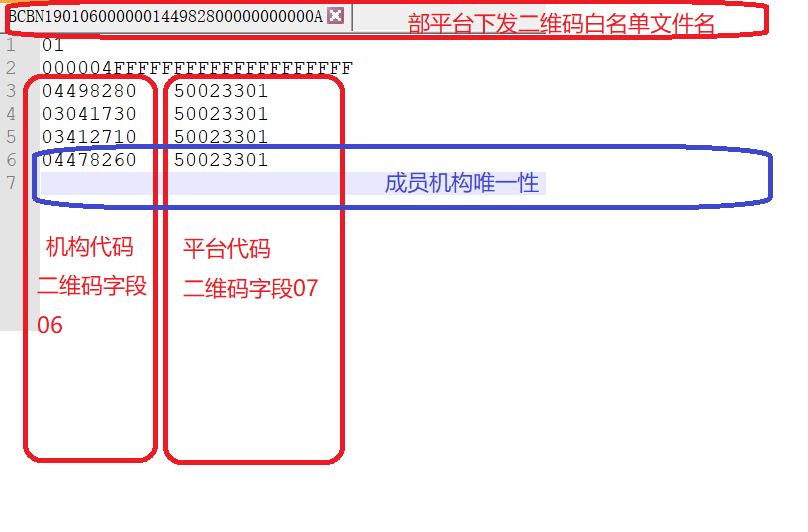 BCBN19010600000014498280000000000​0A 部平台下发二维码白名单文件名
1 01
2 000004FFFFFFFFFFFFFFFFFFFF
3 04498280 50023301
4 03041730 50023301
5 03412710 50023301
6 04478260 50023301
7 成员机构唯一性
机构代码 平台代码
二维码字段 二维码字段07
06